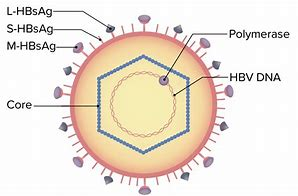 L-HBsAg
S-HBsAg
M-HBsAg
Core
Polymerase
HBV DNA